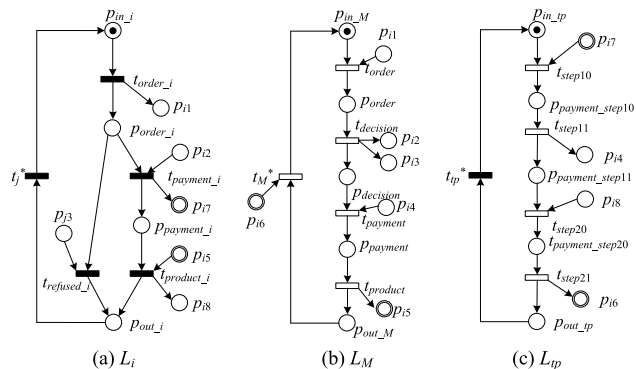 p_in_i
t_order_i
p_i1
p_order_i
p_i2
t_payment_i
p_i7
t_j*
p_j3
p_payment_i
p_i5
t_refused_i
t_product_i
p_i8
p_out_i
(a) L_i
p_in_M
p_i1
t_order
p_order
t_decision
p_i2
p_i3
t_M*
p_i6
p_decision
p_i4
t_payment
p_payment
t_product
p_i5
p_out_M
(b) L_M
p_in_tp
p_i7
t_step10
p_payment_step10
t_step11
p_i4
t_tp*
p_payment_step11
p_i8
t_step20
t_payment_step20
t_step21
p_i6
p_out_tp
(c) L_tp